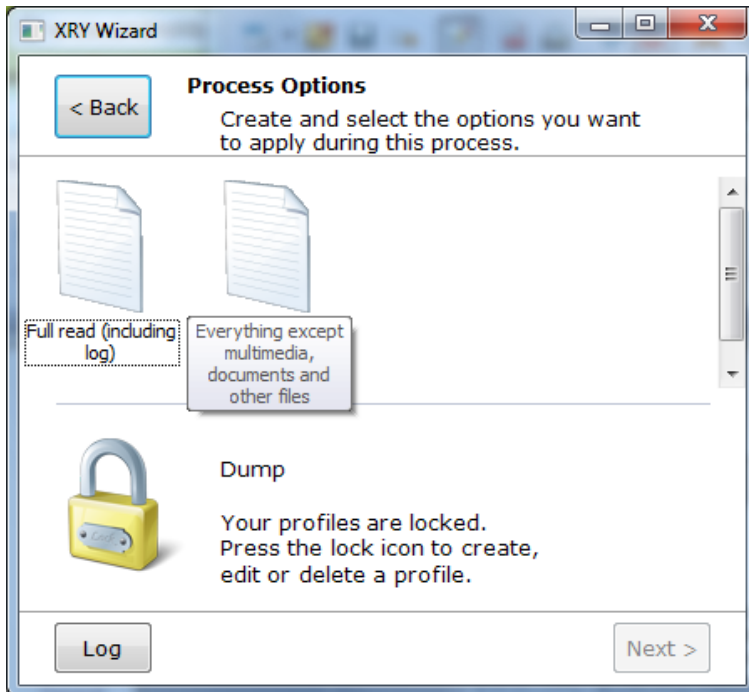 XRY Wizard
< Back
Process Options
Create and select the options you want
to apply during this process.
Full read (including
log)
Everything except
multimedia,
documents and
other files
Dump
Your profiles are locked.
Press the lock icon to create,
edit or delete a profile.
Log
Next >